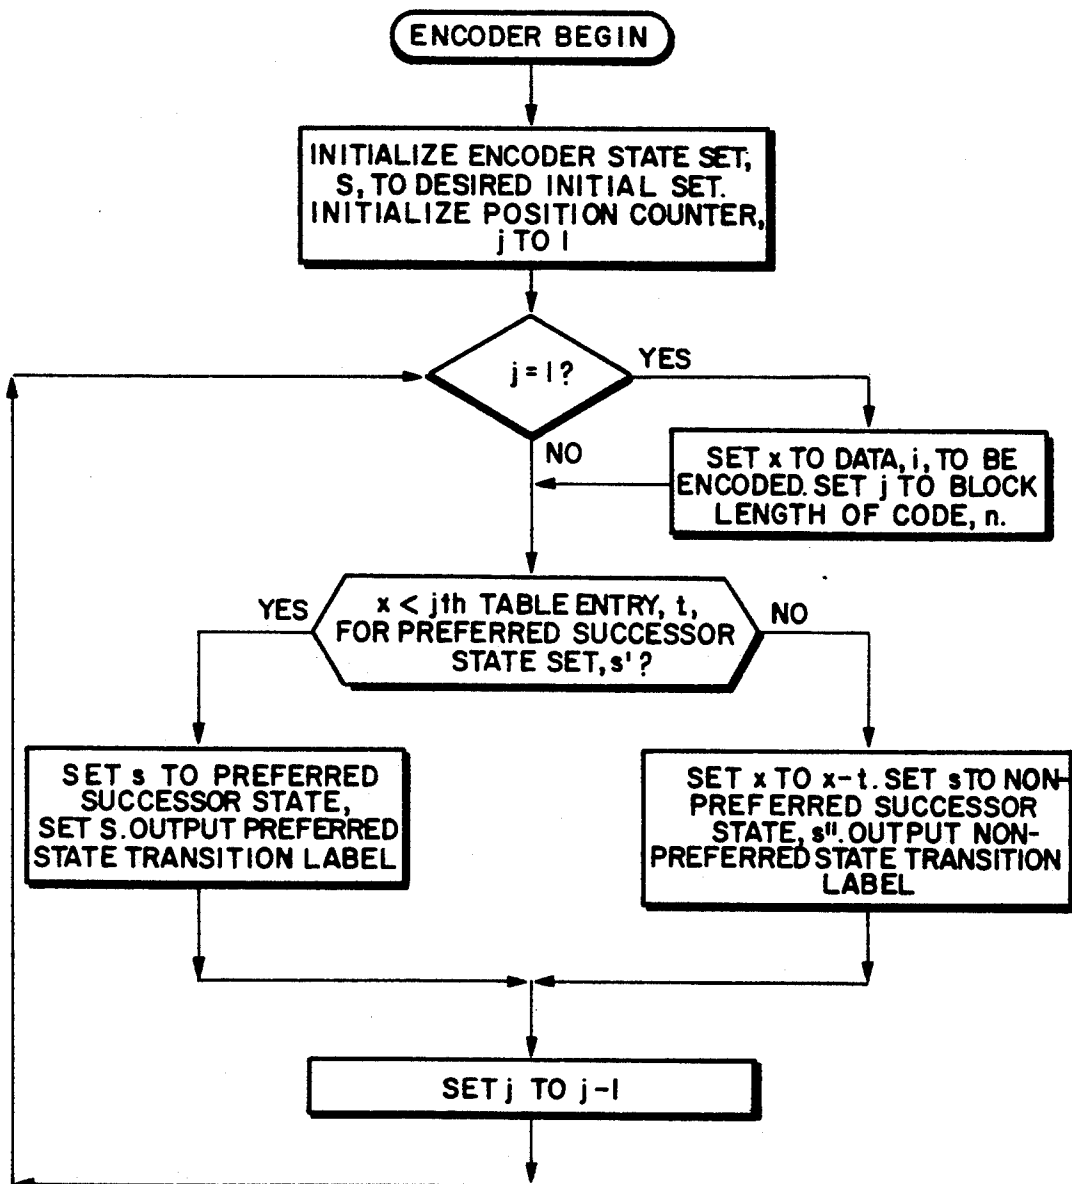 ENCODER BEGIN
INITIALIZE ENCODER STATE SET,
S, TO DESIRED INITIAL SET.
INITIALIZE POSITION COUNTER,
j TO 1
j = 1 ?
YES
NO
SET x TO DATA, i, TO BE
ENCODED. SET j TO BLOCK
LENGTH OF CODE, n.
x < jth TABLE ENTRY, t,
FOR PREFERRED SUCCESSOR
STATE SET, s' ?
YES
NO
SET s TO PREFERRED
SUCCESSOR STATE,
SET S. OUTPUT PREFERRED
STATE TRANSITION LABEL
SET x TO x-t. SET s TO NON-
PREFERRED SUCCESSOR
STATE, s". OUTPUT NON-
PREFERRED STATE TRANSITION
LABEL
SET j TO j-1